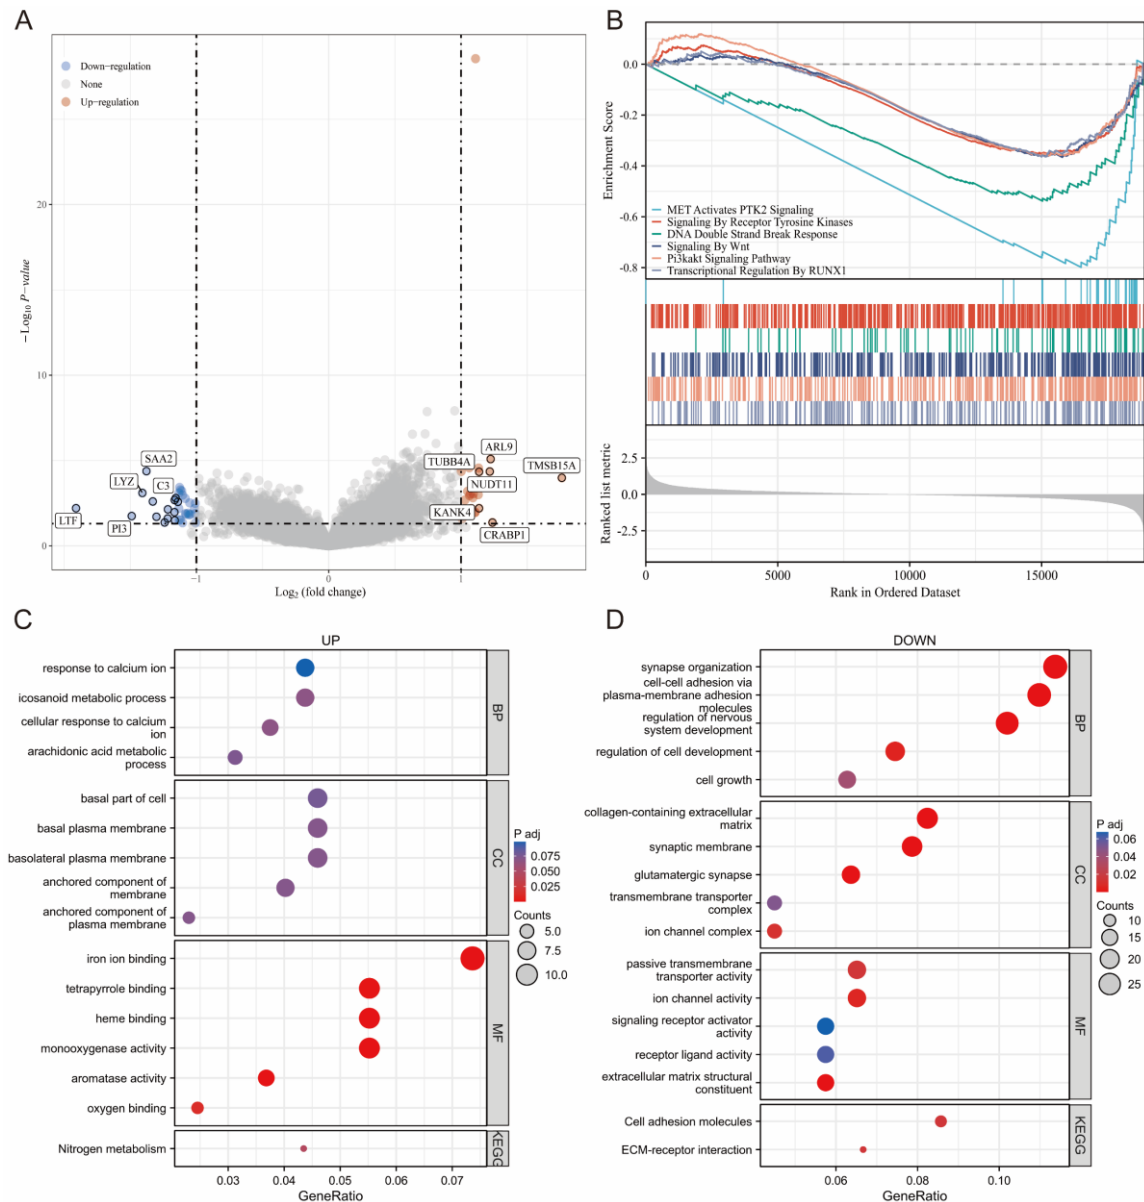 A
Down-regulation
None
Up-regulation
20
10
0
-Log10 P-value
SAA2
LYZ
C3
LTF
PI3
ARL9
TUBB4A
TMSB15A
NUDT11
KANK4
CRABP1
-1
0
1
Log2 (fold change)
B
0.0
-0.2
-0.4
-0.6
-0.8
Enrichment Score
MET Activates PTK2 Signaling
Signaling By Receptor Tyrosine Kinases
DNA Double Strand Break Response
Signaling By Wnt
Pi3kakt Signaling Pathway
Transcriptional Regulation By RUNX1
2.5
0.0
-2.5
Ranked list metric
0
5000
10000
15000
Rank in Ordered Dataset
C
UP
response to calcium ion
icosanoid metabolic process
cellular response to calcium
ion
arachidonic acid metabolic
process
BP
basal part of cell
basal plasma membrane
basolateral plasma membrane
anchored component of
membrane
anchored component of
plasma membrane
CC
iron ion binding
tetrapyrrole binding
heme binding
monooxygenase activity
aromatase activity
oxygen binding
MF
Nitrogen metabolism
KEGG
0.03
0.04
0.05
0.06
0.07
GeneRatio
P adj
0.075
0.050
0.025
Counts
5.0
7.5
10.0
D
DOWN
synapse organization
cell-cell adhesion via
plasma-membrane adhesion
molecules
regulation of nervous
system development
regulation of cell development
cell growth
BP
collagen-containing extracellular
matrix
synaptic membrane
glutamatergic synapse
transmembrane transporter
complex
ion channel complex
CC
passive transmembrane
transporter activity
ion channel activity
signaling receptor activator
activity
receptor ligand activity
extracellular matrix structural
constituent
MF
Cell adhesion molecules
ECM-receptor interaction
KEGG
0.06
0.08
0.10
GeneRatio
P adj
0.06
0.04
0.02
Counts
10
15
20
25